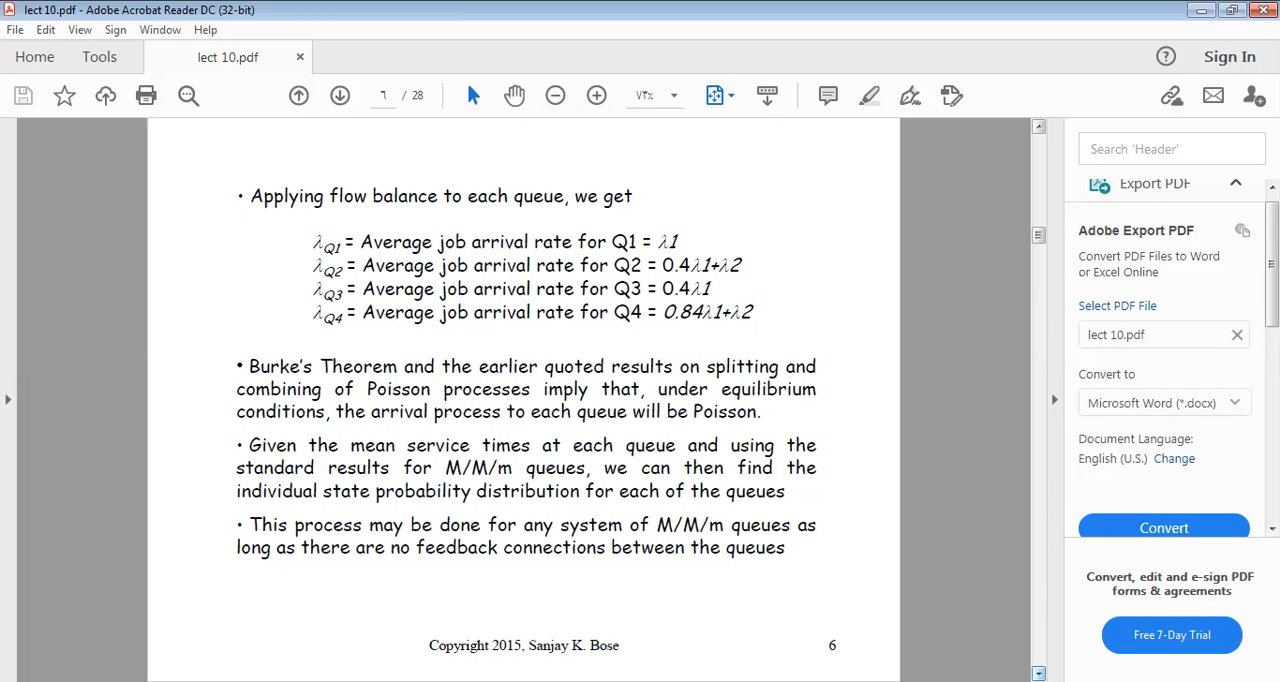 lect 10.pdf - Adobe Acrobat Reader DC (32-bit)
File Edit View Sign Window Help
Home Tools lect 10.pdf × ? Sign In
٦ / 28 ٧٣%
• Applying flow balance to each queue, we get
λQ1 = Average job arrival rate for Q1 = λ1
λQ2 = Average job arrival rate for Q2 = 0.4λ1+λ2
λQ3 = Average job arrival rate for Q3 = 0.4λ1
λQ4 = Average job arrival rate for Q4 = 0.84λ1+λ2
• Burke's Theorem and the earlier quoted results on splitting and
combining of Poisson processes imply that, under equilibrium
conditions, the arrival process to each queue will be Poisson.
• Given the mean service times at each queue and using the
standard results for M/M/m queues, we can then find the
individual state probability distribution for each of the queues
• This process may be done for any system of M/M/m queues as
long as there are no feedback connections between the queues
Copyright 2015, Sanjay K. Bose 6
Search 'Header'
Export PDF
Adobe Export PDF
Convert PDF Files to Word
or Excel Online
Select PDF File
lect 10.pdf
Convert to
Microsoft Word (*.docx)
Document Language:
English (U.S.) Change
Convert
Convert, edit and e-sign PDF
forms & agreements
Free 7-Day Trial